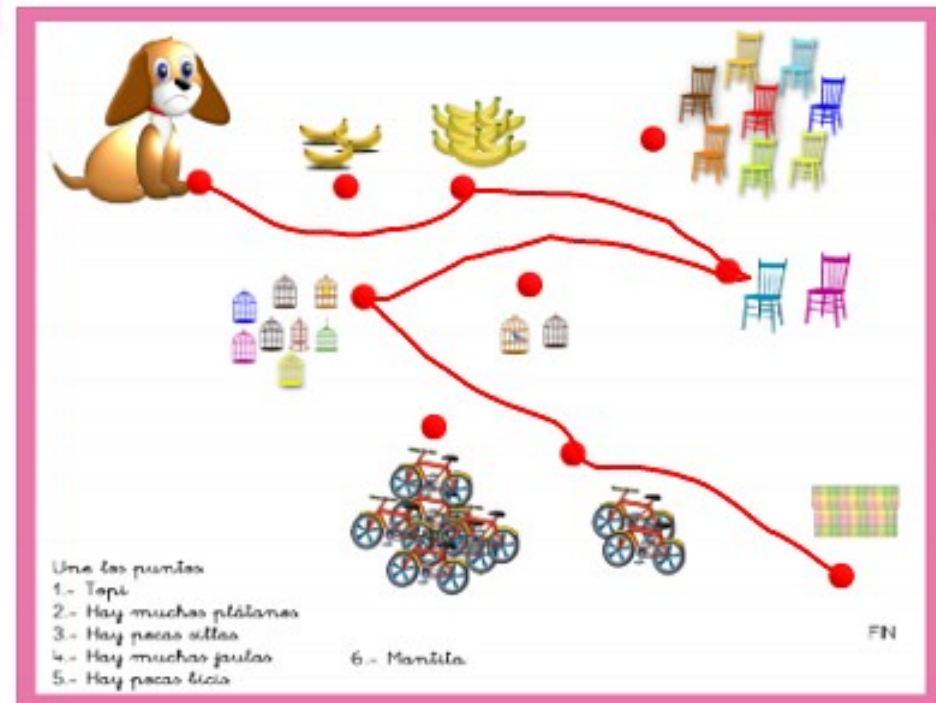 Une los puntos
1.- Topi
2.- Hay muchos plátanos
3.- Hay pocas sillas
4.- Hay muchas jaulas
5.- Hay pocas bicis
6.- Mantita
FIN